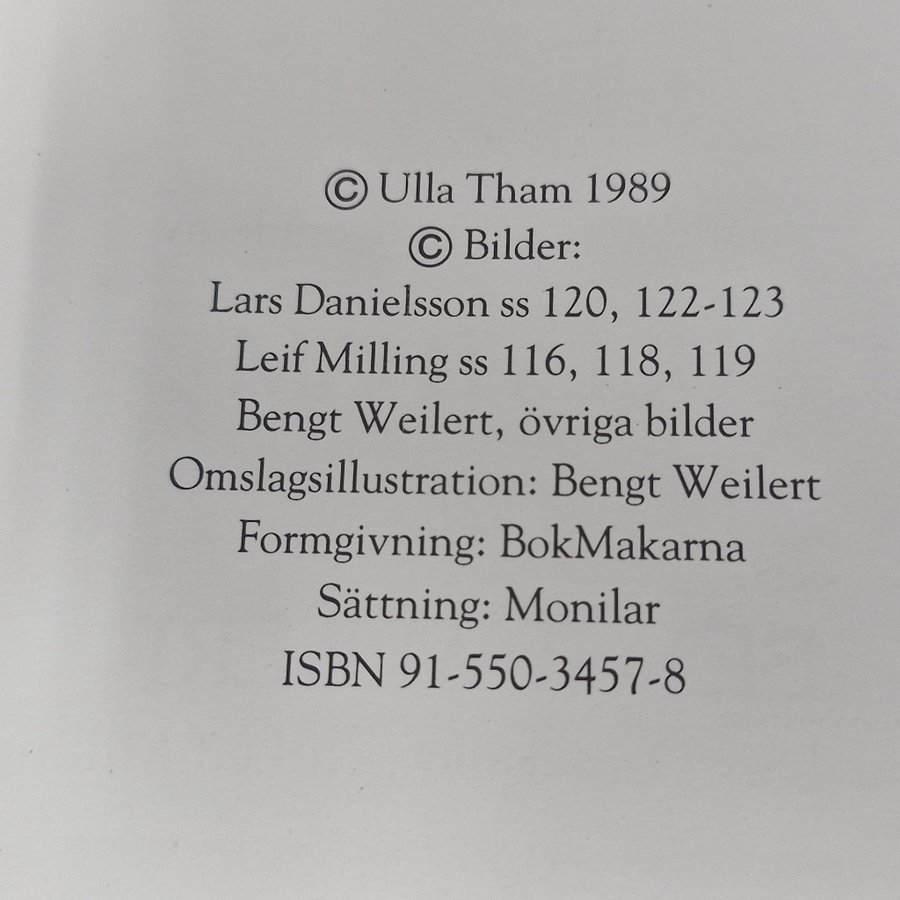 © Ulla Tham 1989
© Bilder:
Lars Danielsson ss 120, 122-123
Leif Milling ss 116, 118, 119
Bengt Weilert, övriga bilder
Omslagsillustration: Bengt Weilert
Formgivning: BokMakarna
Sättning: Monilar
ISBN 91-550-3457-8